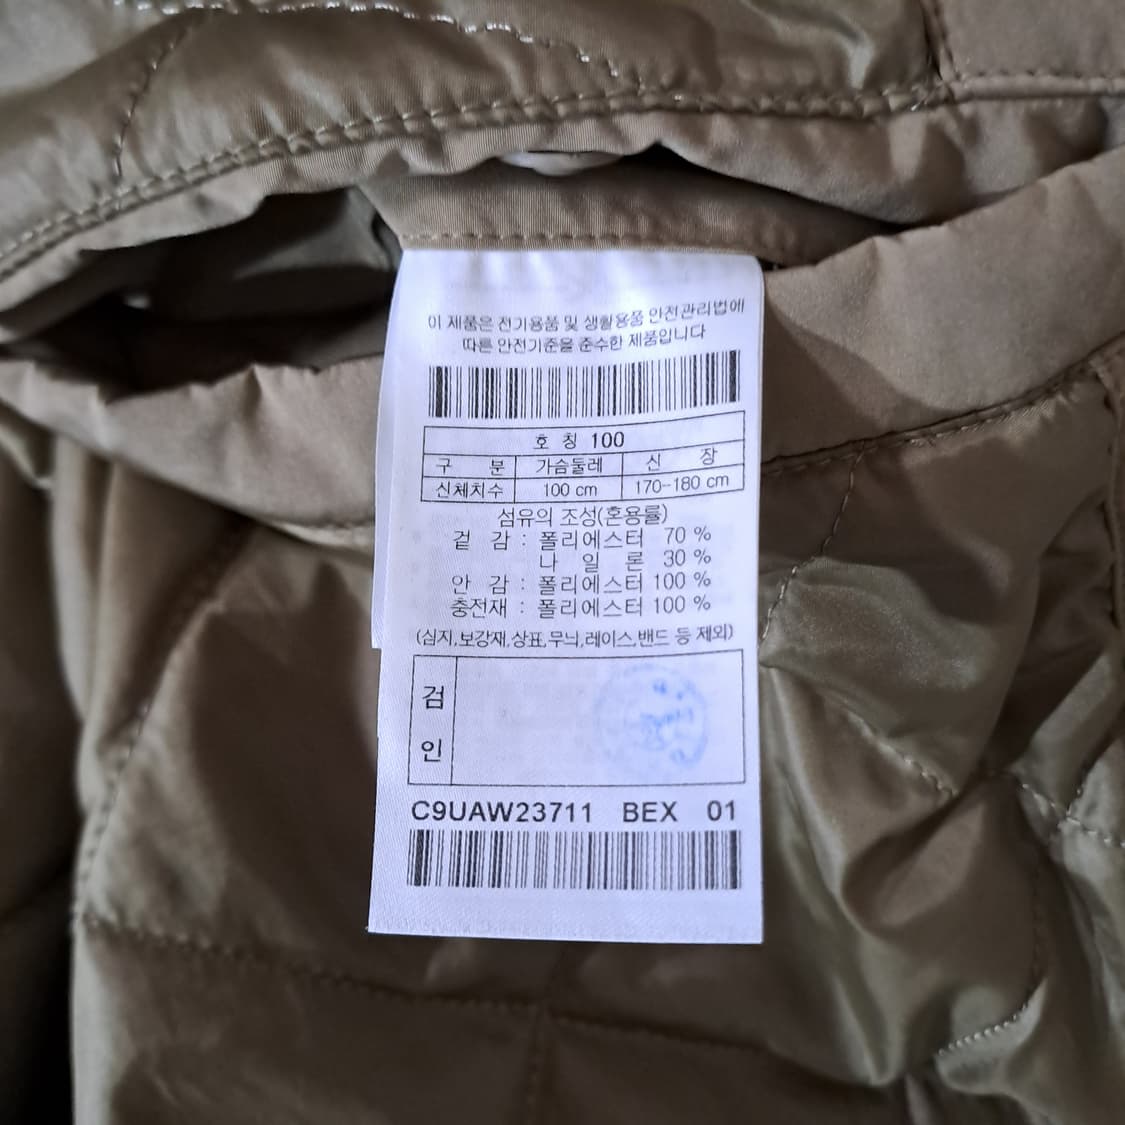 이 제품은 전기용품 및 생활용품 안전관리법에
따른 안전기준을 준수한 제품입니다
호 칭 100
구 분 가슴둘레 신 장
신체치수 100 cm 170-180 cm
섬유의 조성(혼용률)
겉 감 : 폴리에스터 70 %
나 일 론 30 %
안 감 : 폴리에스터 100 %
충전재 : 폴리에스터 100 %
(심지,보강재,상표,무늬,레이스,밴드 등 제외)
검
인
C9UAW23711 BEX 01